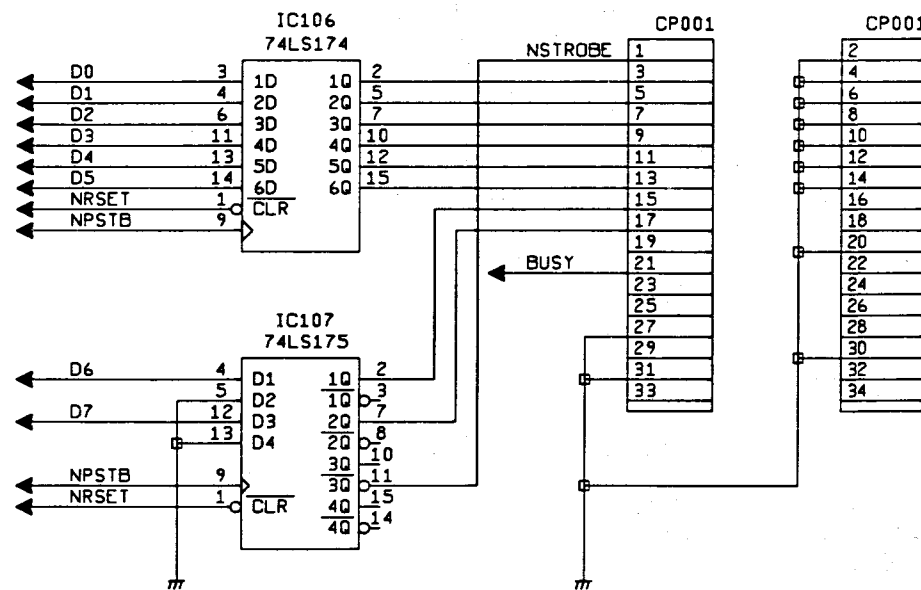 IC106
74LS174
D0 3 1D 1Q 2
D1 4 2D 2Q 5
D2 6 3D 3Q 7
D3 11 4D 4Q 10
D4 13 5D 5Q 12
D5 14 6D 6Q 15
NRSET 1 CLR
NPSTB 9
IC107
74LS175
D6 4 D1 1Q 2
5 D2 1Q 3
D7 12 D3 2Q 7
13 D4 2Q 8
3Q 10
NPSTB 9 3Q 11
NRSET 1 CLR 4Q 15
4Q 14
CP001
NSTROBE 1
3
5
7
9
11
13
15
17
19
BUSY 21
23
25
27
29
31
33
CP001
2
4
6
8
10
12
14
16
18
20
22
24
26
28
30
32
34